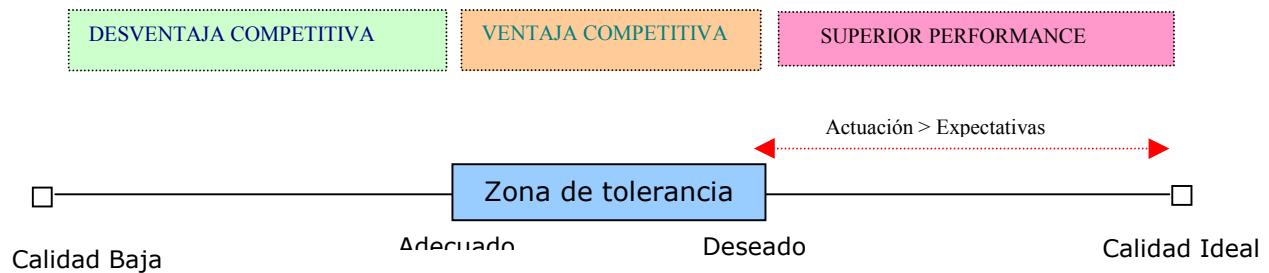 DESVENTAJA COMPETITIVA
VENTAJA COMPETITIVA
SUPERIOR PERFORMANCE
Actuación > Expectativas
Zona de tolerancia
Calidad Baja
Adecuado
Deseado
Calidad Ideal